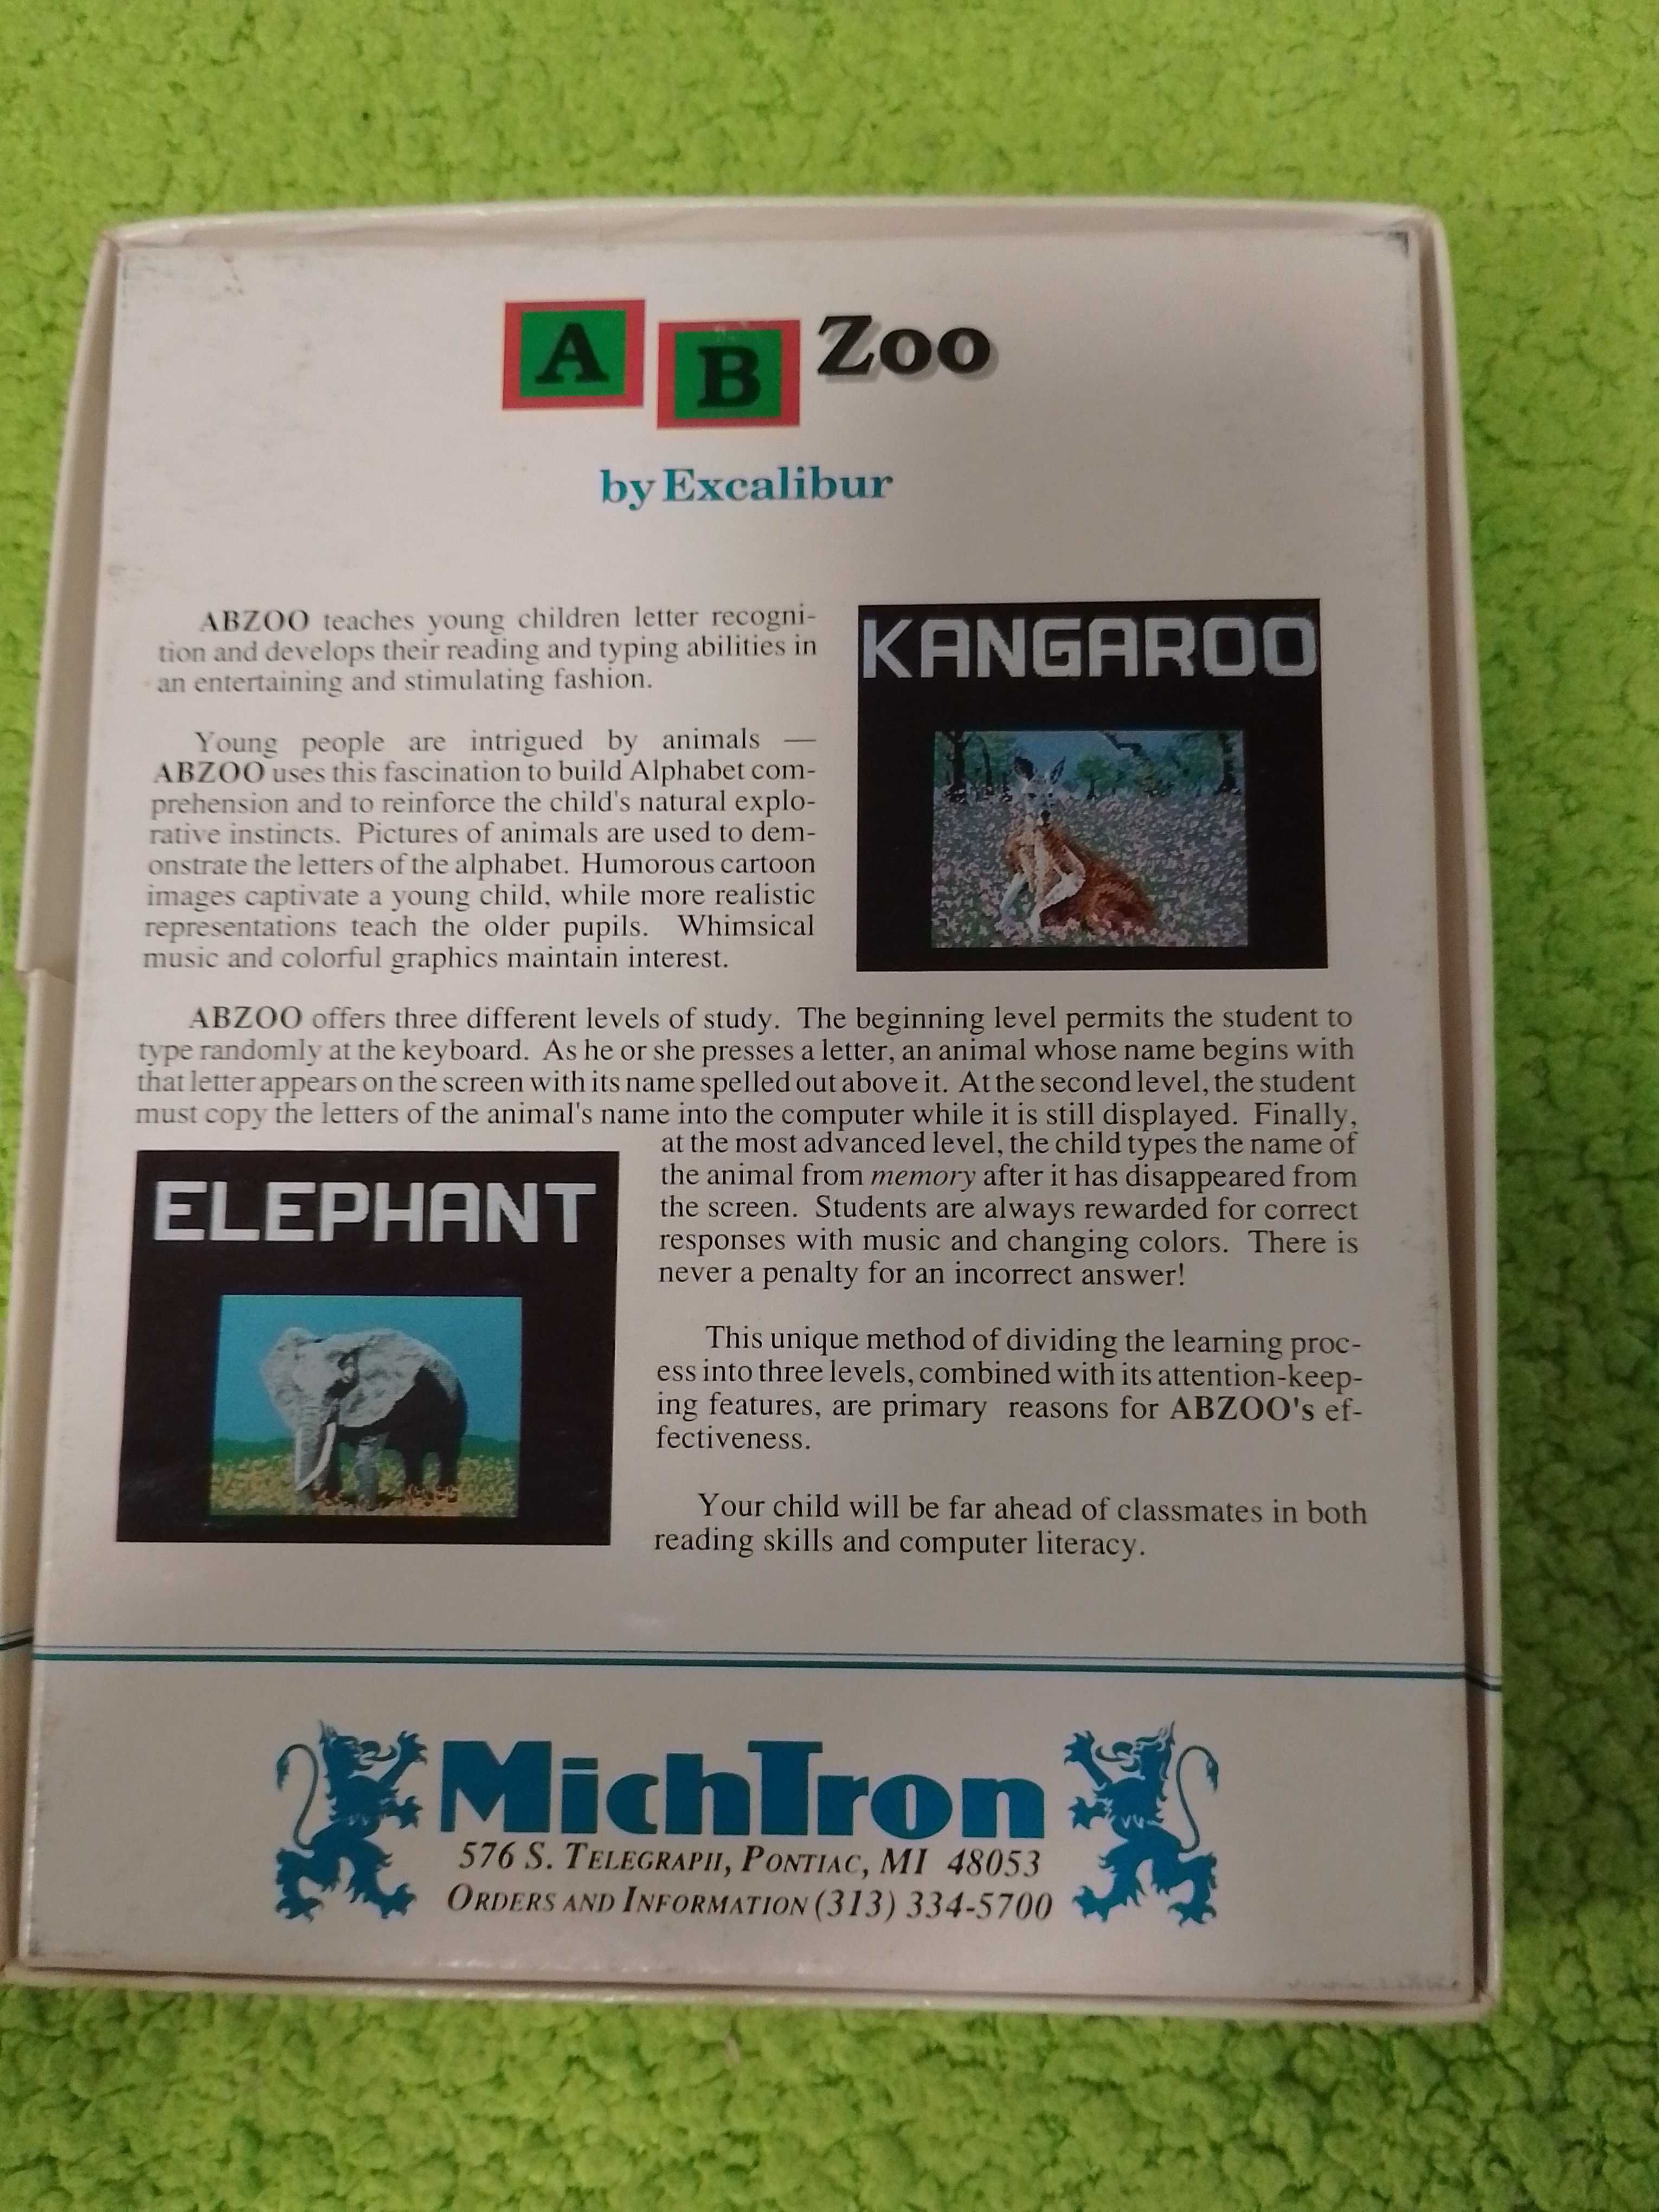 A B Zoo
by Excalibur
ABZOO teaches young children letter recogni-
tion and develops their reading and typing abilities in
an entertaining and stimulating fashion.
KANGAROO
Young people are intrigued by animals —
ABZOO uses this fascination to build Alphabet com-
prehension and to reinforce the child's natural explo-
rative instincts. Pictures of animals are used to dem-
onstrate the letters of the alphabet. Humorous cartoon
images captivate a young child, while more realistic
representations teach the older pupils. Whimsical
music and colorful graphics maintain interest.
ABZOO offers three different levels of study. The beginning level permits the student to
type randomly at the keyboard. As he or she presses a letter, an animal whose name begins with
that letter appears on the screen with its name spelled out above it. At the second level, the student
must copy the letters of the animal's name into the computer while it is still displayed. Finally,
at the most advanced level, the child types the name of
the animal from memory after it has disappeared from
the screen. Students are always rewarded for correct
responses with music and changing colors. There is
never a penalty for an incorrect answer!
ELEPHANT
This unique method of dividing the learning proc-
ess into three levels, combined with its attention-keep-
ing features, are primary reasons for ABZOO's ef-
fectiveness.
Your child will be far ahead of classmates in both
reading skills and computer literacy.
MichTron
576 S. TELEGRAPH, PONTIAC, MI 48053
ORDERS AND INFORMATION (313) 334-5700